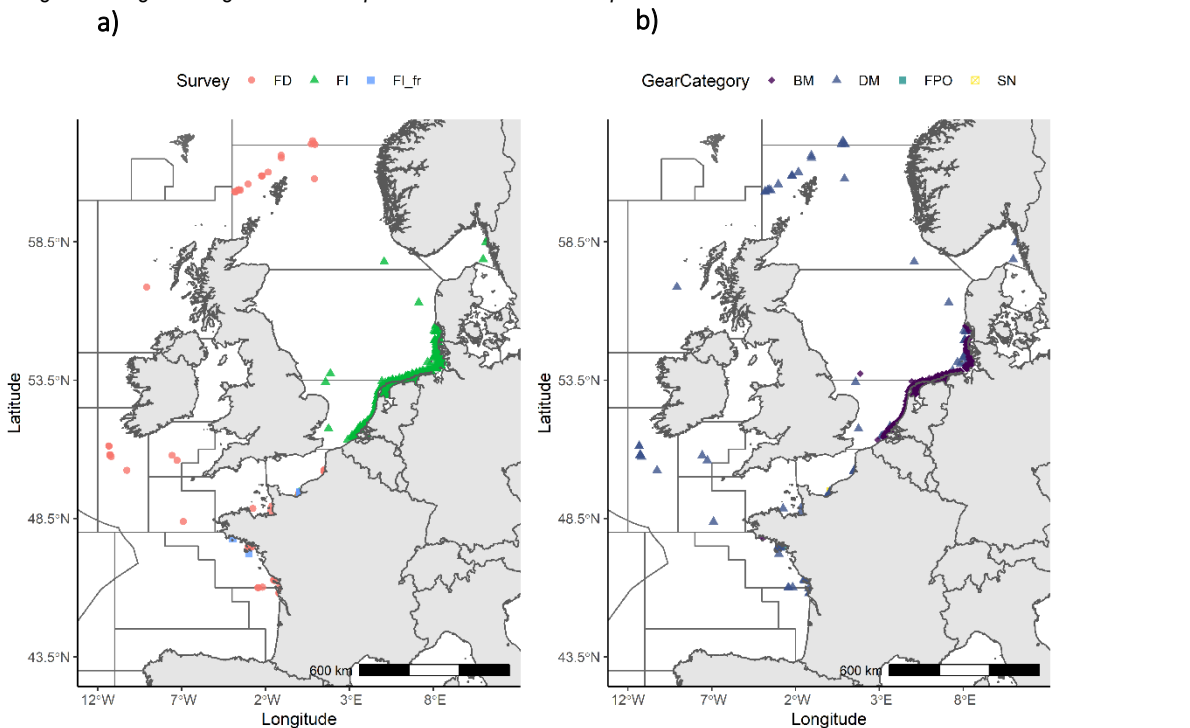 a)
b)
Survey FD FI FI_fr
GearCategory BM DM FPO SN
58.5°N
53.5°N
48.5°N
43.5°N
Latitude
600 km
12°W 7°W 2°W 3°E 8°E
Longitude
58.5°N
53.5°N
48.5°N
43.5°N
Latitude
600 km
12°W 7°W 2°W 3°E 8°E
Longitude